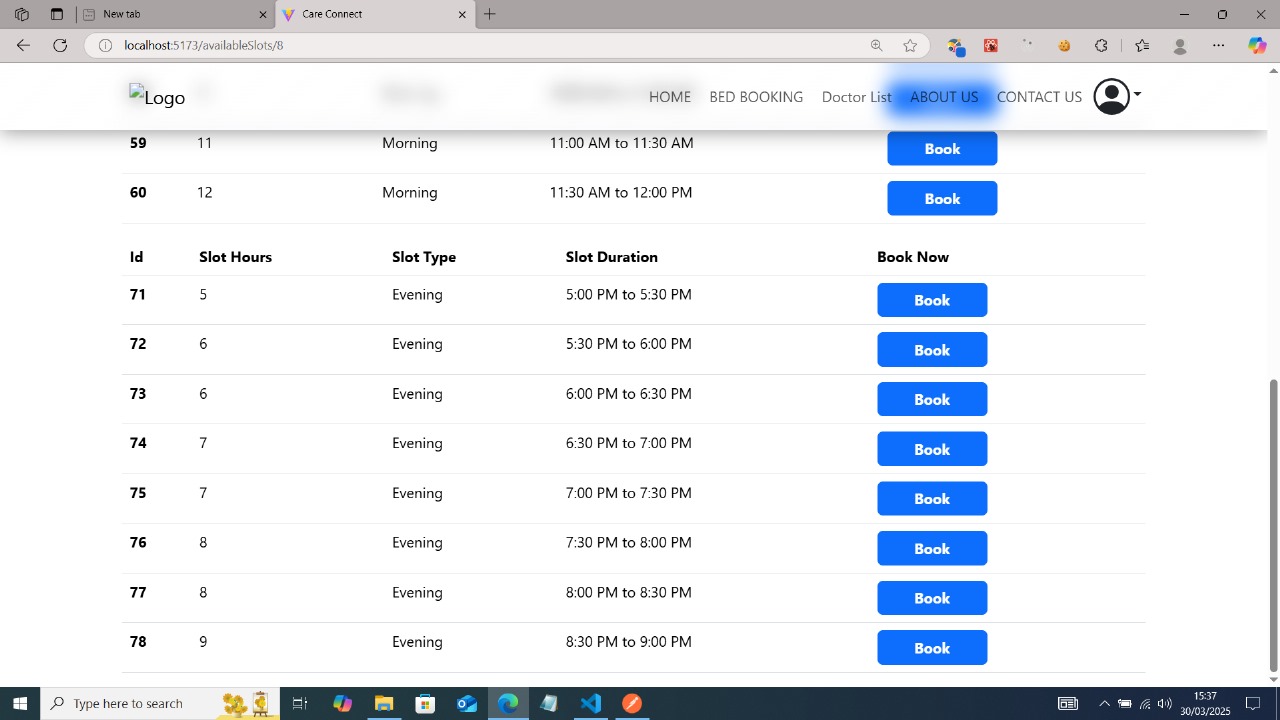 New tab
Care Connect
localhost:5173/availableSlots/8
Logo HOME BED BOOKING Doctor List ABOUT US CONTACT US
59 11 Morning 11:00 AM to 11:30 AM Book
60 12 Morning 11:30 AM to 12:00 PM Book
Id Slot Hours Slot Type Slot Duration Book Now
71 5 Evening 5:00 PM to 5:30 PM Book
72 6 Evening 5:30 PM to 6:00 PM Book
73 6 Evening 6:00 PM to 6:30 PM Book
74 7 Evening 6:30 PM to 7:00 PM Book
75 7 Evening 7:00 PM to 7:30 PM Book
76 8 Evening 7:30 PM to 8:00 PM Book
77 8 Evening 8:00 PM to 8:30 PM Book
78 9 Evening 8:30 PM to 9:00 PM Book
Type here to search
15:37
30/03/2025